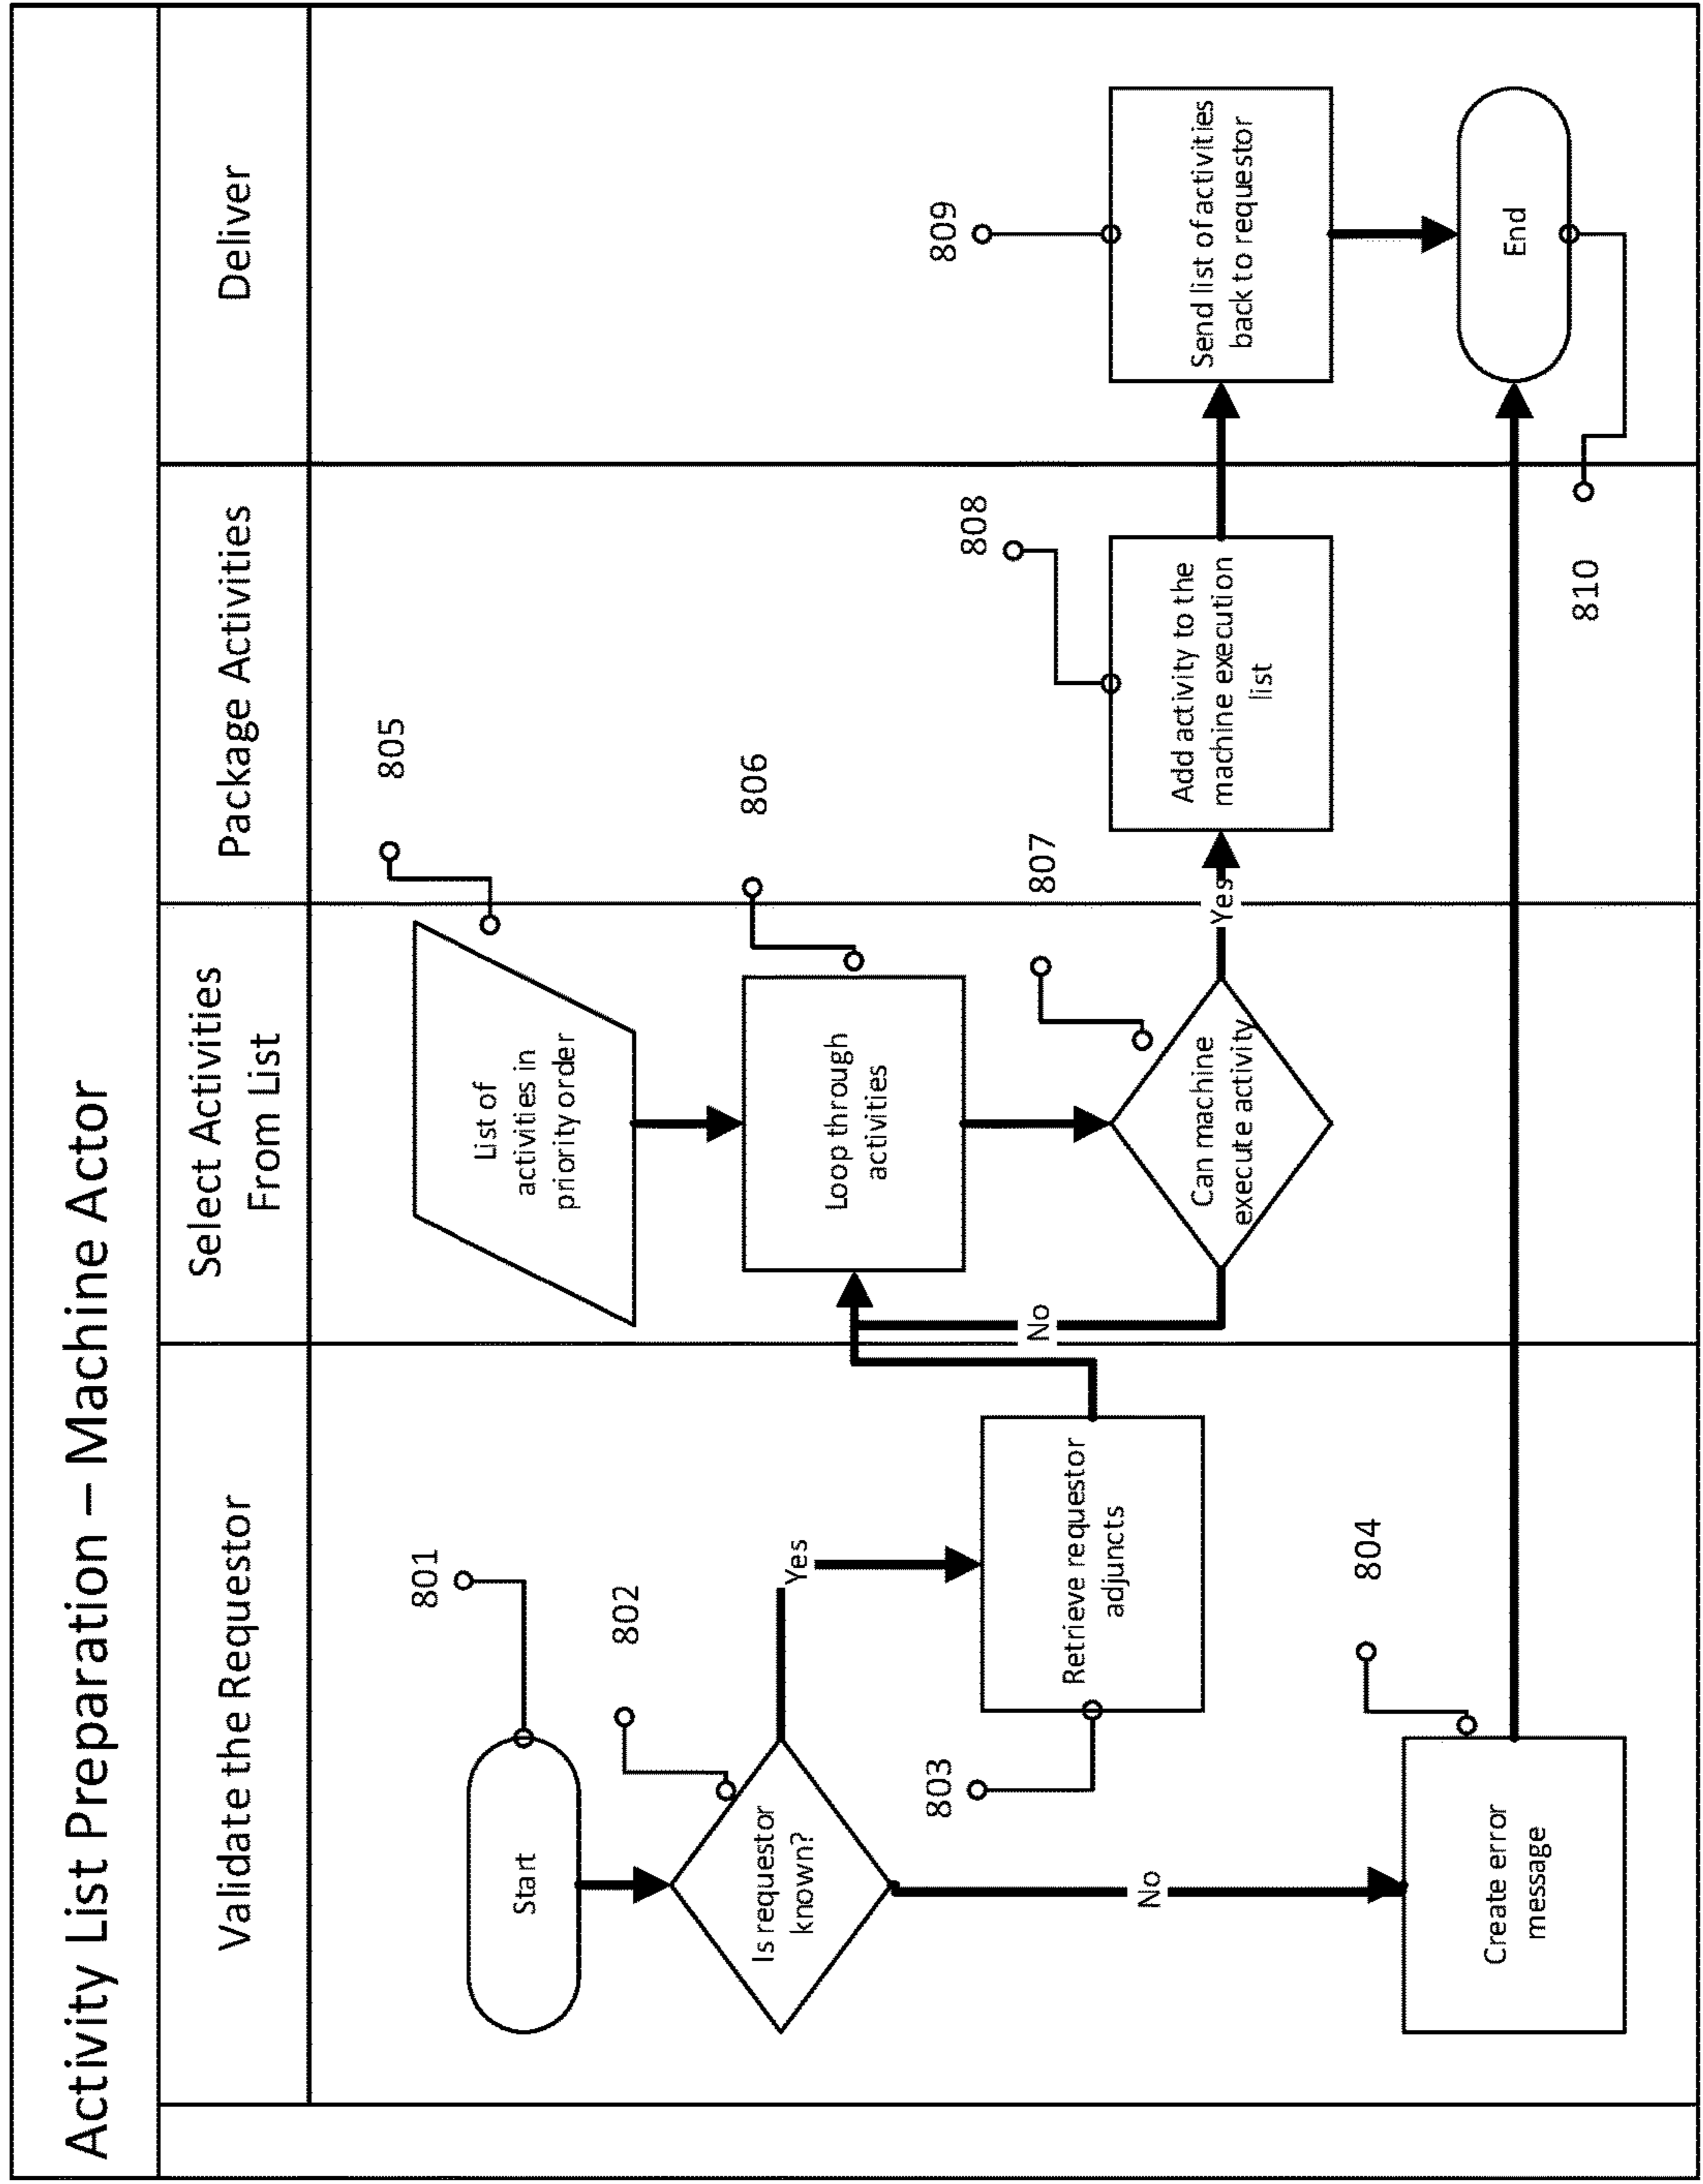 Activity List Preparation – Machine Actor
Validate the Requestor
Select Activities
From List
Package Activities
Deliver
801
Start
802
Is requestor
known?
Yes
803
Retrieve requestor
adjuncts
No
804
Create error
message
805
List of
activities in
priority order
806
Loop through
activities
807
Can machine
execute activity
No
Yes
808
Add activity to the
machine execution
list
809
Send list of activities
back to requestor
End
810